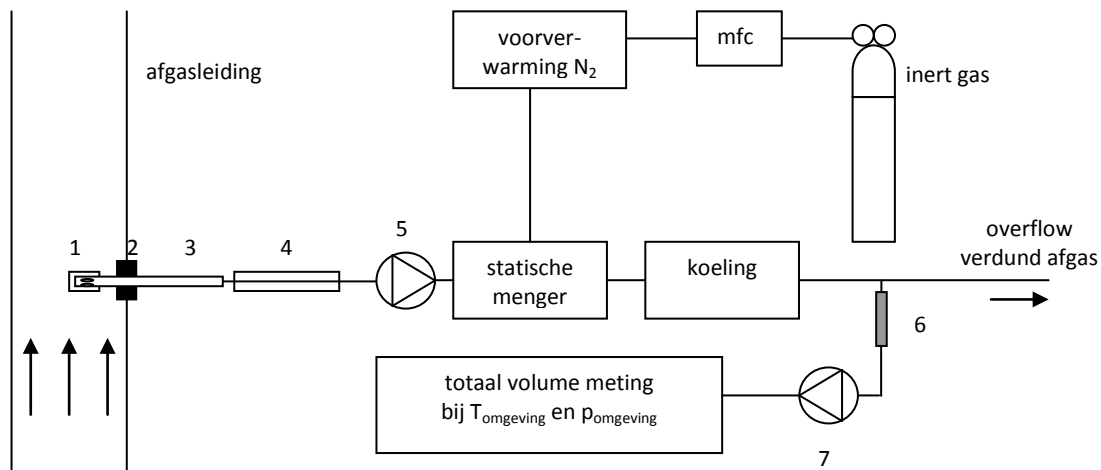 voorver-
warming N₂
mfc
afgasleiding
inert gas
1
2
3
4
5
statische
menger
koeling
overflow
verdund afgas
6
totaal volume meting
bij Tomgeving en pomgeving
7